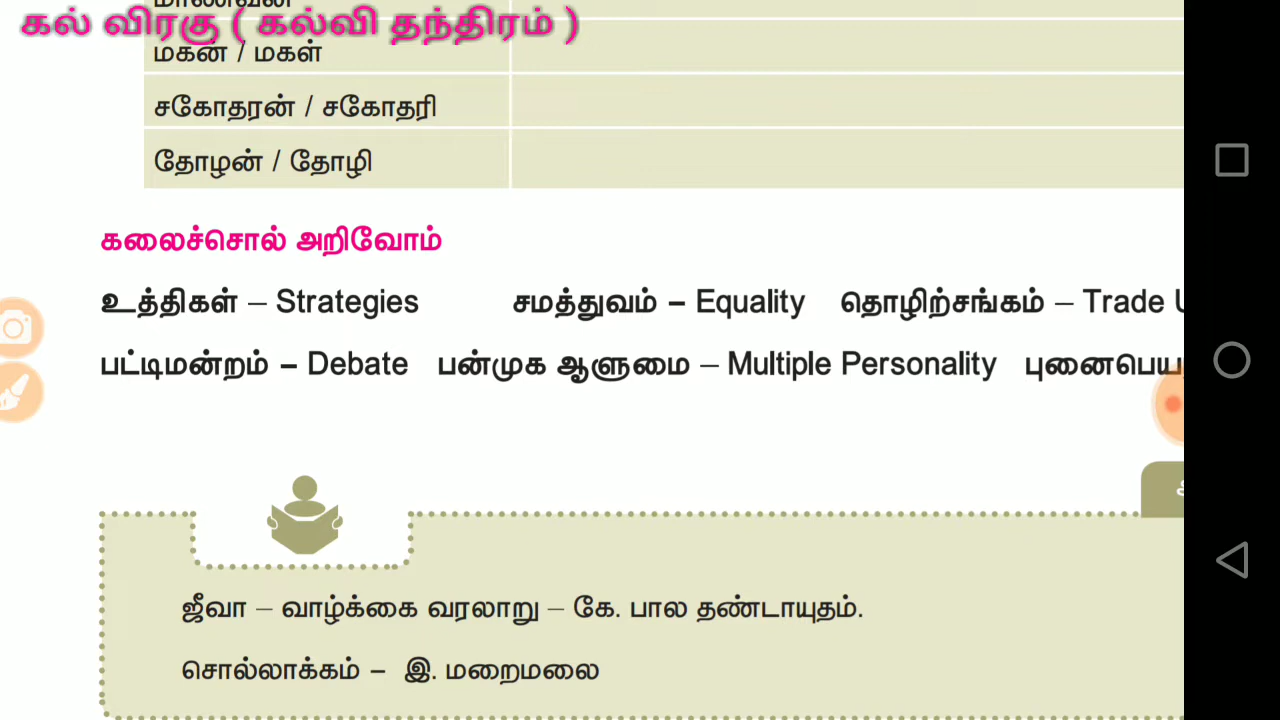 மாணவன்
கல் விரகு ( கல்வி தந்திரம் )
மகன் / மகள்
சகோதரன் / சகோதரி
தோழன் / தோழி
கலைச்சொல் அறிவோம்
உத்திகள் – Strategies சமத்துவம் – Equality தொழிற்சங்கம் – Trade
பட்டிமன்றம் – Debate பன்முக ஆளுமை – Multiple Personality
ஜீவா – வாழ்க்கை வரலாறு – கே. பால தண்டாயுதம்.
சொல்லாக்கம் – இ. மறைமலை